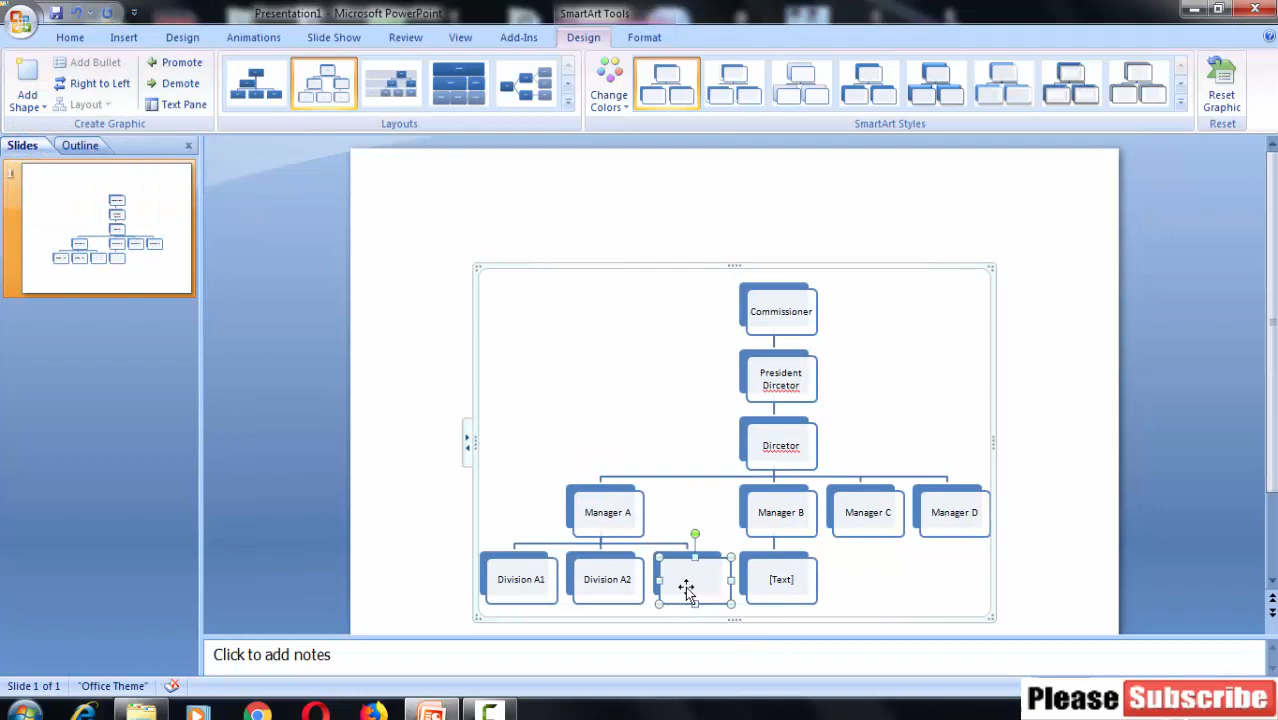 Presentation1 - Microsoft PowerPoint
SmartArt Tools
Home Insert Design Animations Slide Show Review View Add-Ins Design Format
Add Shape
Add Bullet
Right to Left
Layout
Promote
Demote
Text Pane
Create Graphic
Layouts
Change Colors
SmartArt Styles
Reset Graphic
Reset
Slides Outline
1
Commissioner
President
Dircetor
Dircetor
Manager A Manager B Manager C Manager D
Division A1 Division A2 [Text]
Click to add notes
Slide 1 of 1 "Office Theme"
Please Subscribe